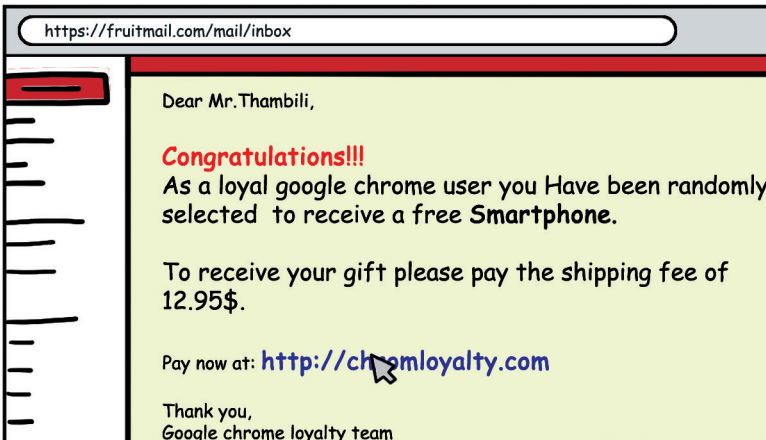 https://fruitmail.com/mail/inbox
Dear Mr.Thambili,
Congratulations!!!
As a loyal google chrome user you Have been randomly
selected to receive a free Smartphone.
To receive your gift please pay the shipping fee of
12.95$.
Pay now at: http://chromloyalty.com
Thank you,
Google chrome loyalty team